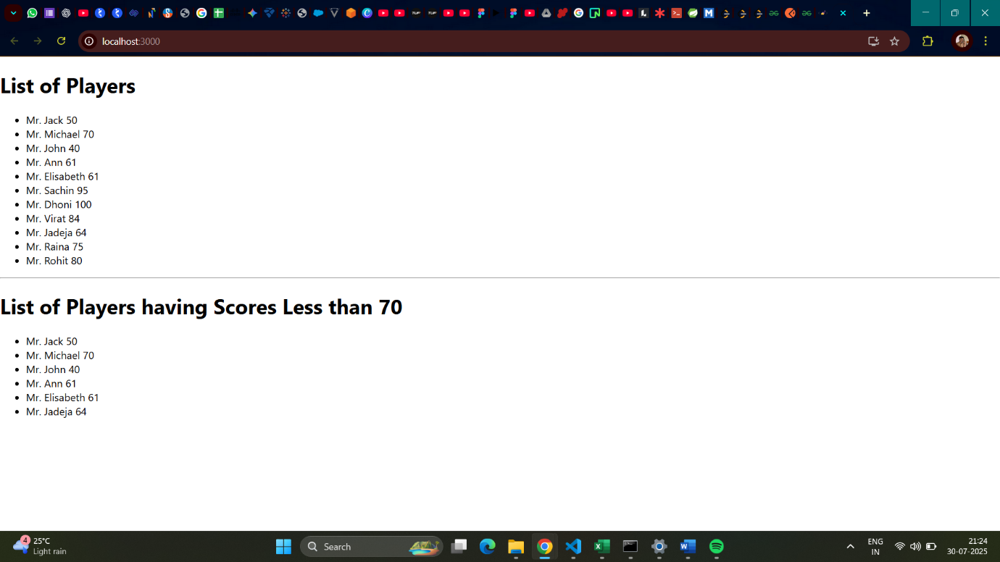 localhost:3000
List of Players
Mr. Jack 50
Mr. Michael 70
Mr. John 40
Mr. Ann 61
Mr. Elisabeth 61
Mr. Sachin 95
Mr. Dhoni 100
Mr. Virat 84
Mr. Jadeja 64
Mr. Raina 75
Mr. Rohit 80
List of Players having Scores Less than 70
Mr. Jack 50
Mr. Michael 70
Mr. John 40
Mr. Ann 61
Mr. Elisabeth 61
Mr. Jadeja 64
4
25°C
Light rain
Search
ENG
IN
21:24
30-07-2025